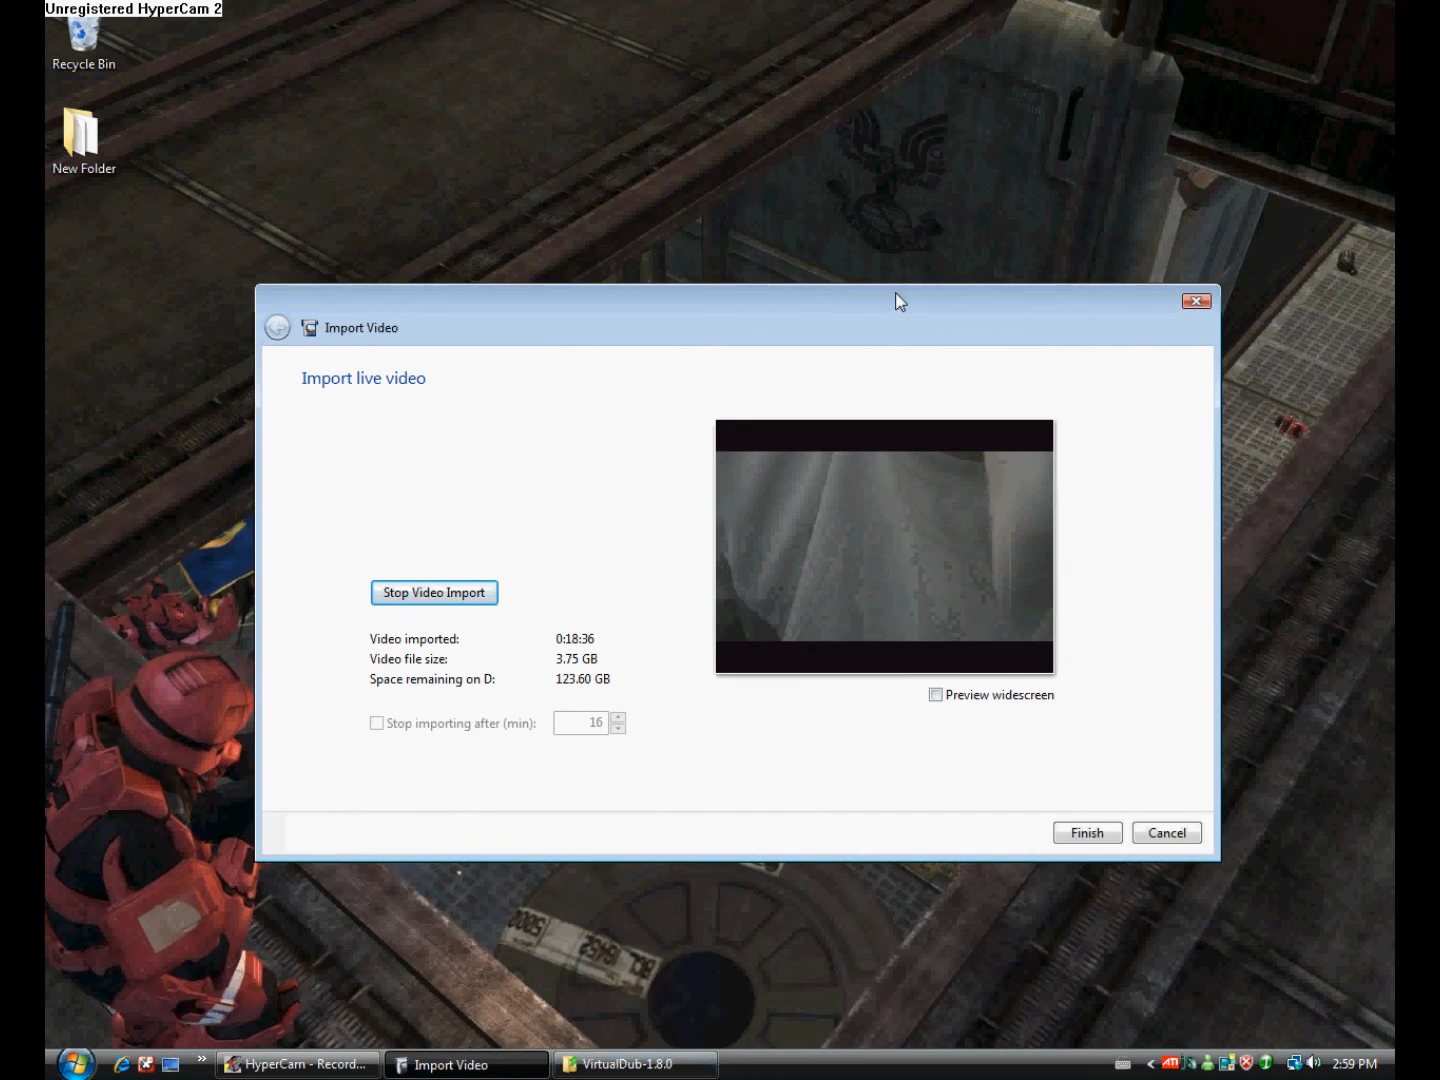 Unregistered HyperCam 2
Recycle Bin
New Folder
Import Video
Import live video
Stop Video Import
Video imported: 0:18:36
Video file size: 3.75 GB
Space remaining on D: 123.60 GB
Preview widescreen
Stop importing after (min): 16
Finish
Cancel
HyperCam - Record...
Import Video
VirtualDub-1.8.0
ATI
2:59 PM